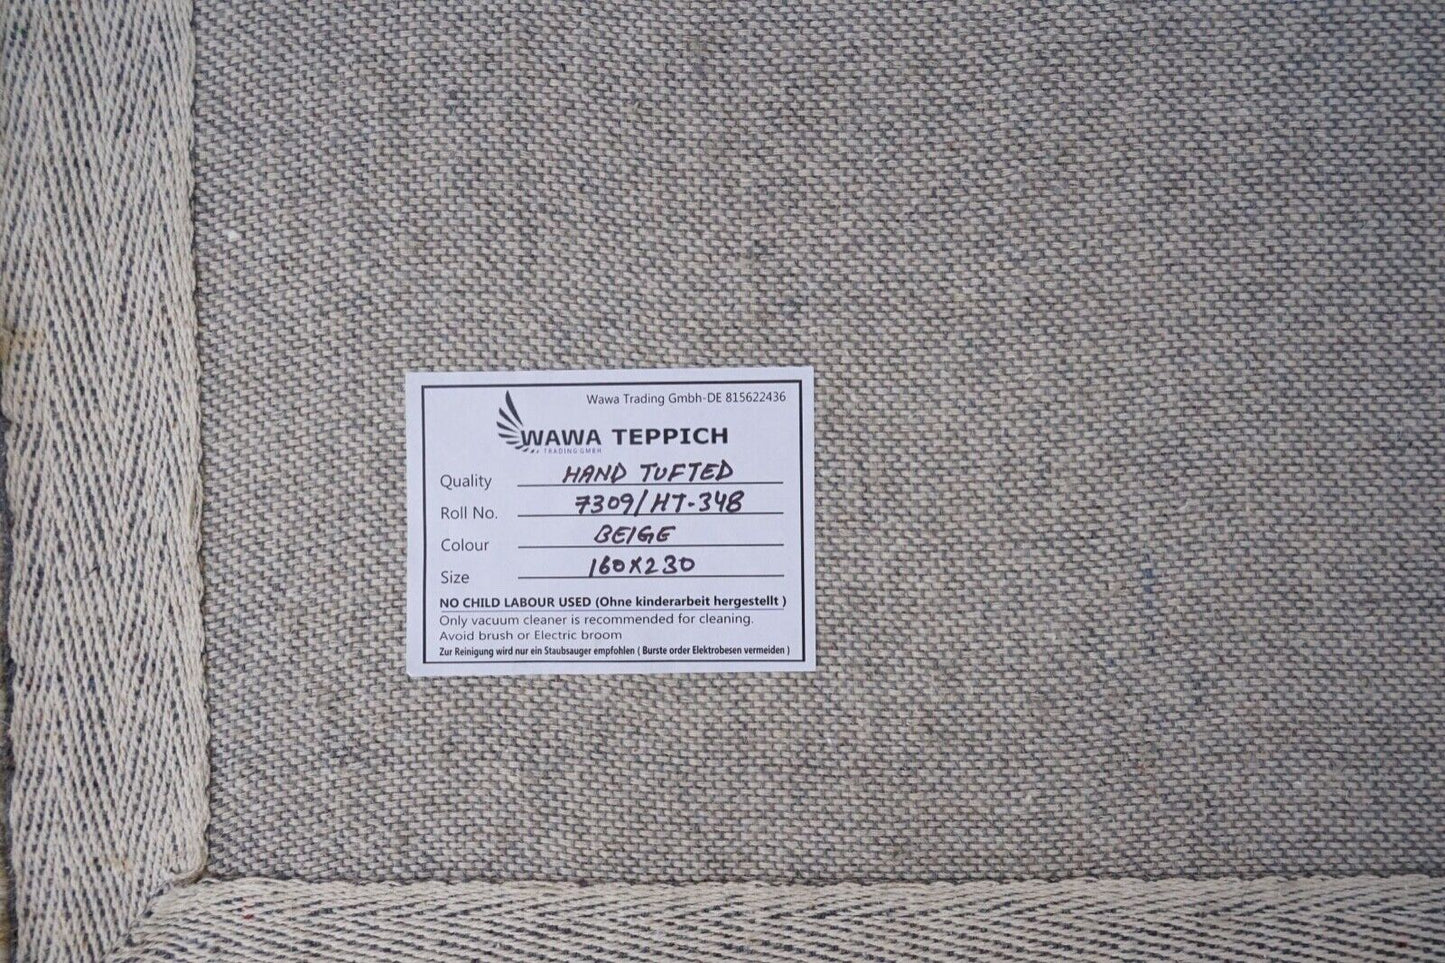 Wawa Trading Gmbh-DE 815622436
WAWA TEPPICH
TRADING GMBH
Quality HAND TUFTED
Roll No. 7309/HT-348
Colour BEIGE
Size 160X230
NO CHILD LABOUR USED (Ohne kinderarbeit hergestellt )
Only vacuum cleaner is recommended for cleaning.
Avoid brush or Electric broom
Zur Reinigung wird nur ein Staubsauger empfohlen ( Burste order Elektrobesen vermeiden )